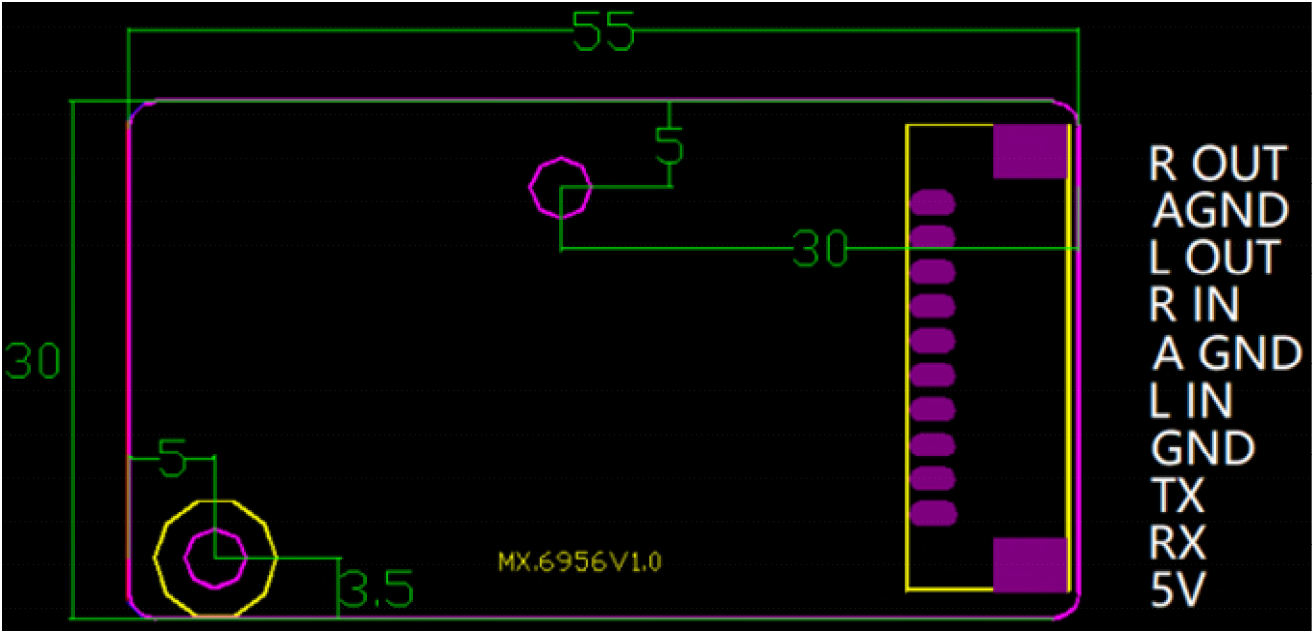 55
5
R OUT
AGND
30
L OUT
R IN
30
A GND
L IN
5
GND
TX
RX
MX.6956V1.0
3.5
5V